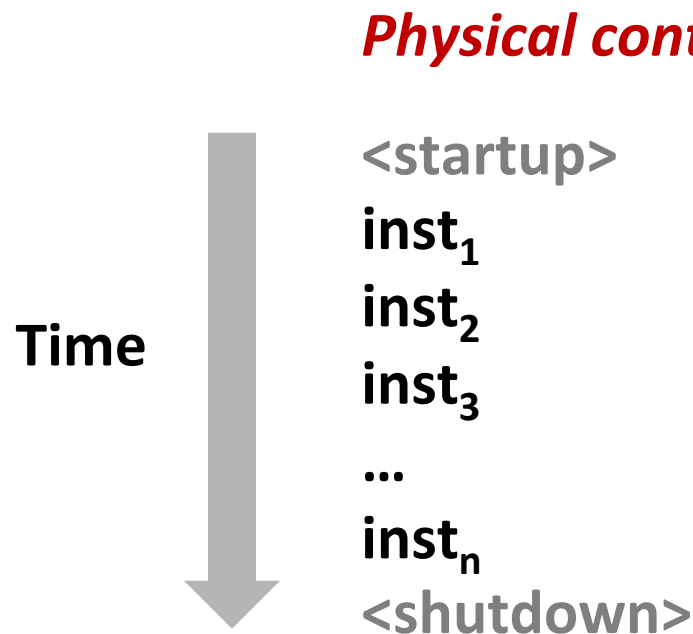 Physical cont
<startup>
inst₁
inst₂
Time
inst₃
…
instₙ
<shutdown>